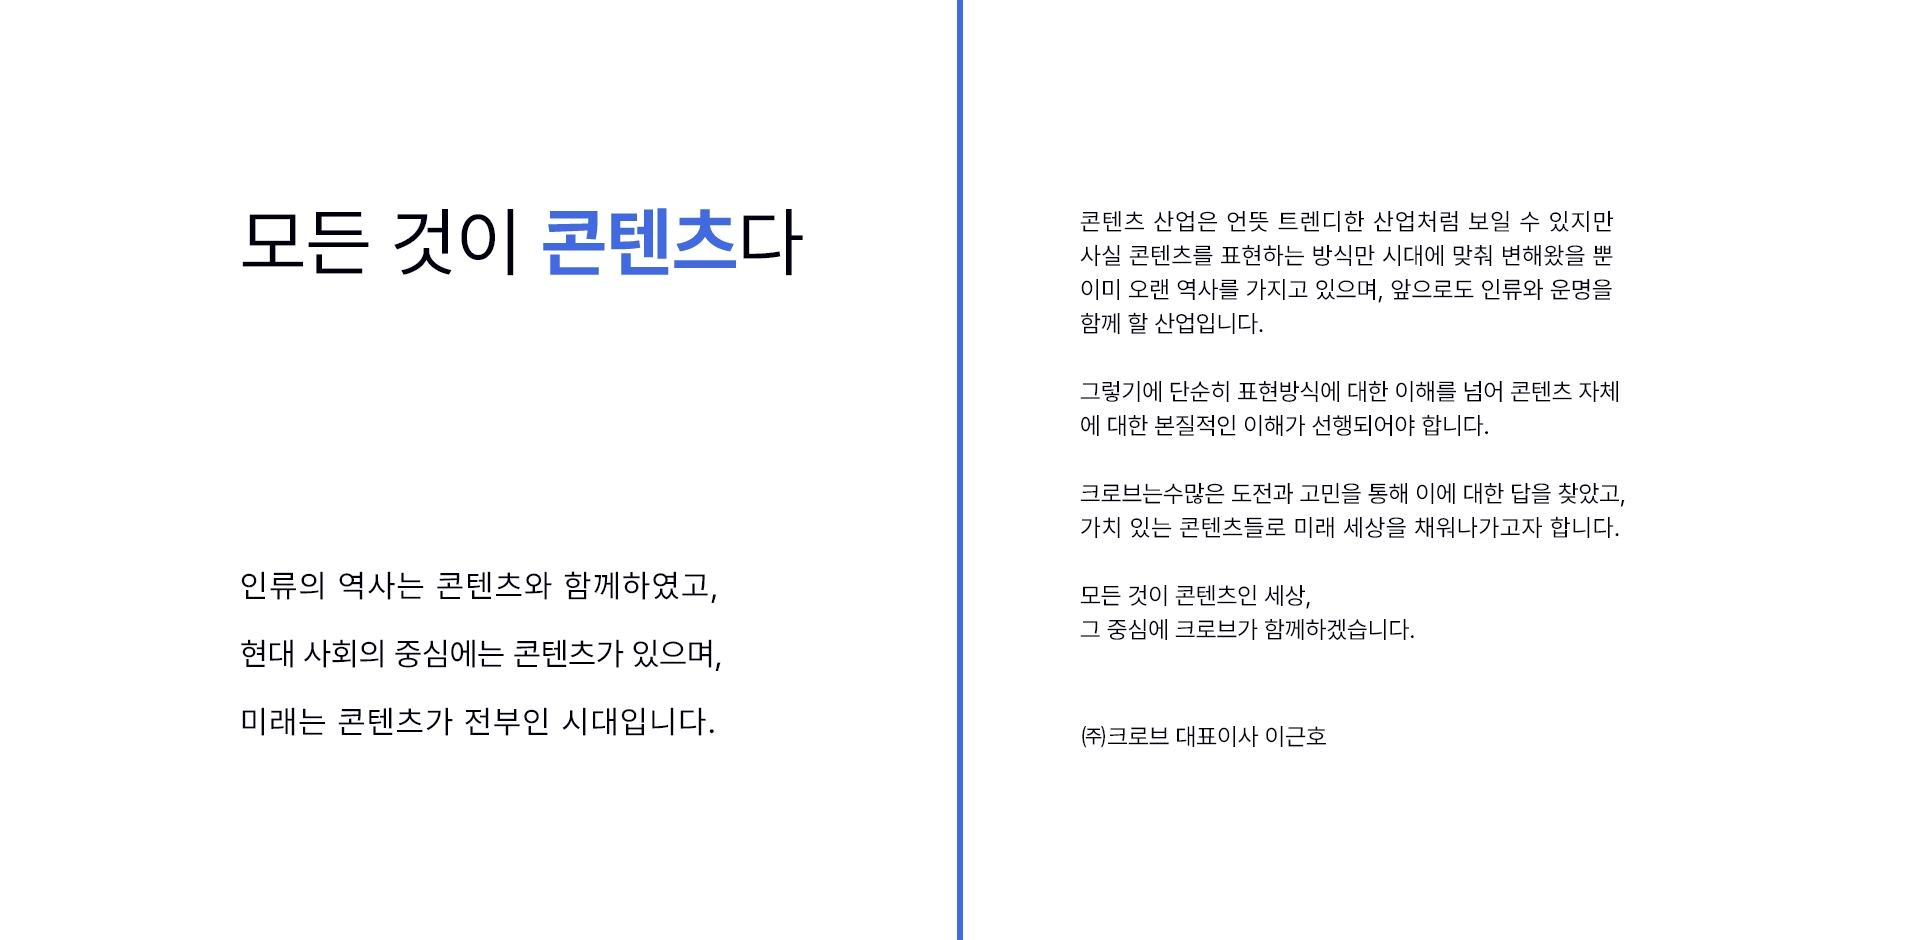 모든 것이 콘텐츠다
인류의 역사는 콘텐츠와 함께하였고,
현대 사회의 중심에는 콘텐츠가 있으며,
미래는 콘텐츠가 전부인 시대입니다.
콘텐츠 산업은 언뜻 트렌디한 산업처럼 보일 수 있지만
사실 콘텐츠를 표현하는 방식만 시대에 맞춰 변해왔을 뿐
이미 오랜 역사를 가지고 있으며, 앞으로도 인류와 운명을
함께 할 산업입니다.
그렇기에 단순히 표현방식에 대한 이해를 넘어 콘텐츠 자체
에 대한 본질적인 이해가 선행되어야 합니다.
크로브는수많은 도전과 고민을 통해 이에 대한 답을 찾았고,
가치 있는 콘텐츠들로 미래 세상을 채워나가고자 합니다.
모든 것이 콘텐츠인 세상,
그 중심에 크로브가 함께하겠습니다.
㈜크로브 대표이사 이근호